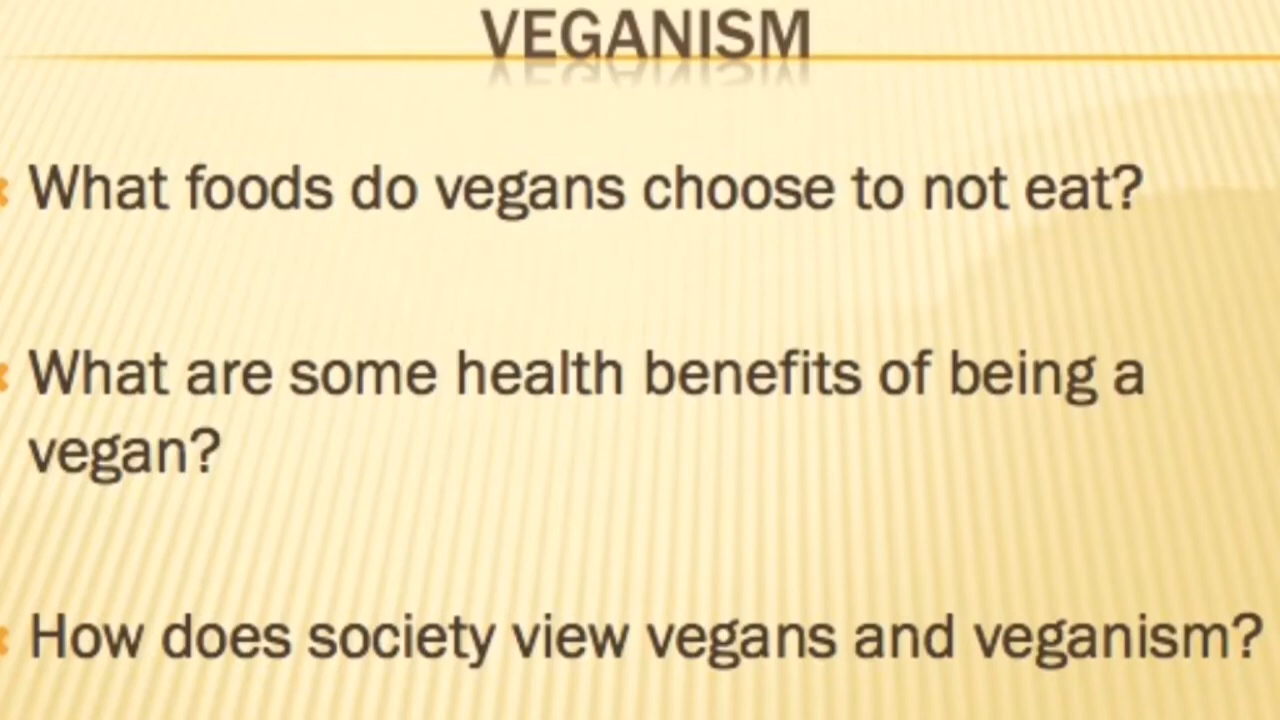 VEGANISM
What foods do vegans choose to not eat?
What are some health benefits of being a
vegan?
How does society view vegans and veganism?